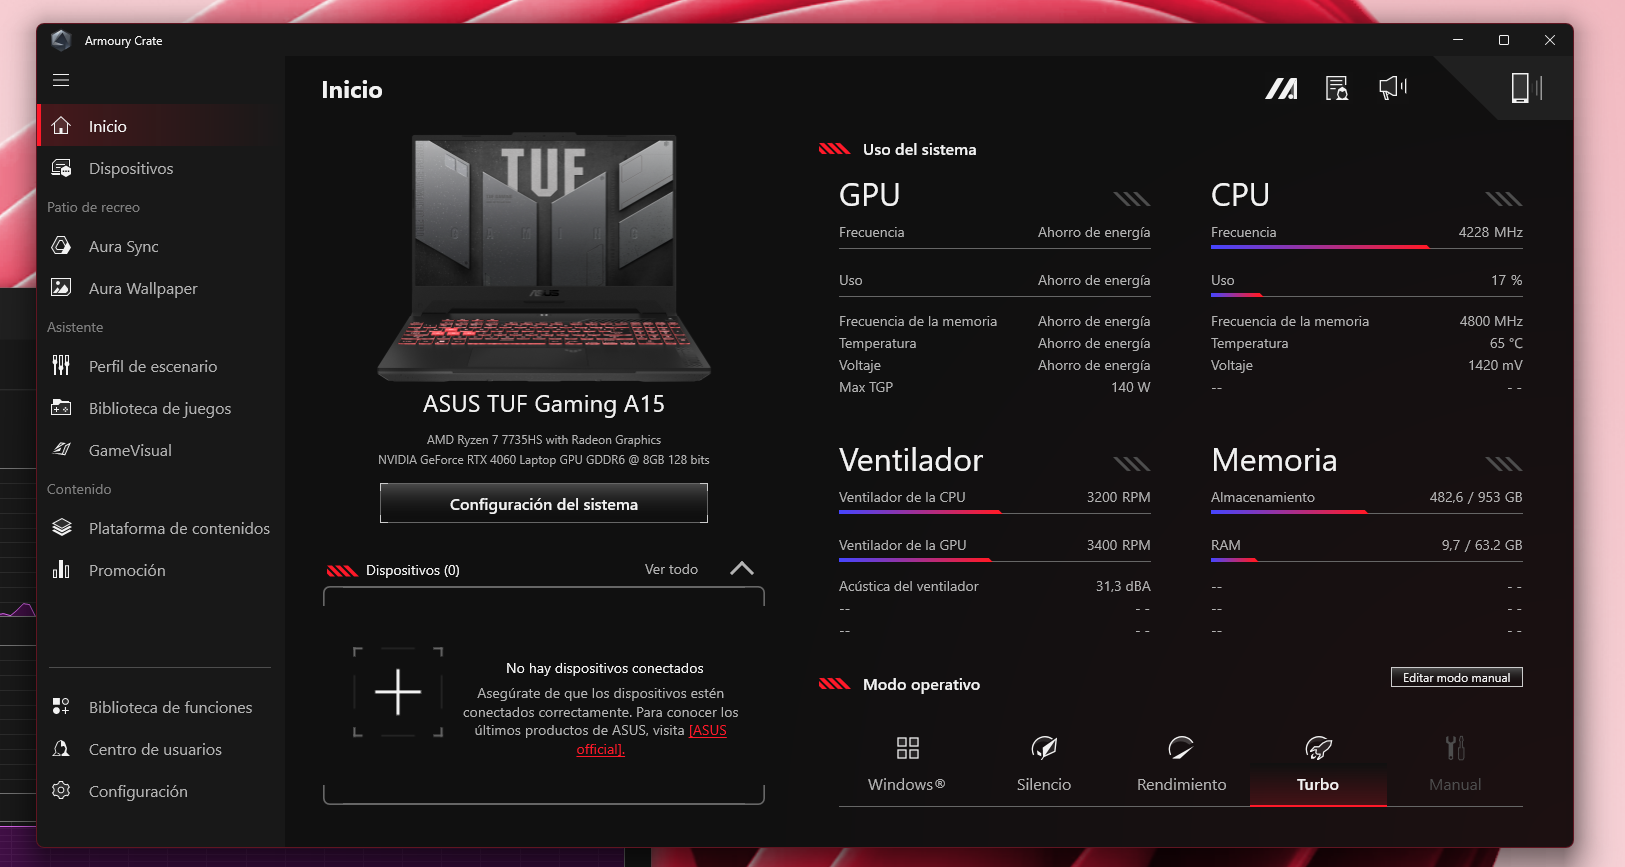 Armoury Crate
Inicio
Dispositivos
Patio de recreo
Aura Sync
Aura Wallpaper
Asistente
Perfil de escenario
Biblioteca de juegos
GameVisual
Contenido
Plataforma de contenidos
Promoción
Biblioteca de funciones
Centro de usuarios
Configuración
Inicio
TUF
GAMING
ASUS
ASUS TUF Gaming A15
AMD Ryzen 7 7735HS with Radeon Graphics
NVIDIA GeForce RTX 4060 Laptop GPU GDDR6 @ 8GB 128 bits
Configuración del sistema
Dispositivos (0) Ver todo
No hay dispositivos conectados
Asegúrate de que los dispositivos estén
conectados correctamente. Para conocer los
últimos productos de ASUS, visita [ASUS
official].
Uso del sistema
GPU
Frecuencia Ahorro de energía
Uso Ahorro de energía
Frecuencia de la memoria Ahorro de energía
Temperatura Ahorro de energía
Voltaje Ahorro de energía
Max TGP 140 W
CPU
Frecuencia 4228 MHz
Uso 17 %
Frecuencia de la memoria 4800 MHz
Temperatura 65 °C
Voltaje 1420 mV
-- - -
Ventilador
Ventilador de la CPU 3200 RPM
Ventilador de la GPU 3400 RPM
Acústica del ventilador 31,3 dBA
-- - -
-- - -
Memoria
Almacenamiento 482,6 / 953 GB
RAM 9,7 / 63.2 GB
-- - -
-- - -
-- - -
Modo operativo Editar modo manual
Windows® Silencio Rendimiento Turbo Manual